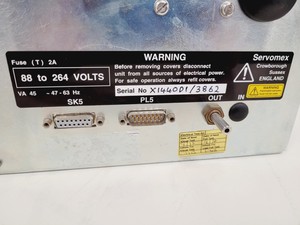 Fuse (T) 2A
88 to 264 VOLTS
VA 45 -47-63 Hz
WARNING
Before removing covers disconnect
unit from all sources of electrical power.
For safe operation always refit covers.
Serial No X1440D1/3862
Servomex
Crowborough
Sussex
ENGLAND
SK5
PL5
OUT
IN